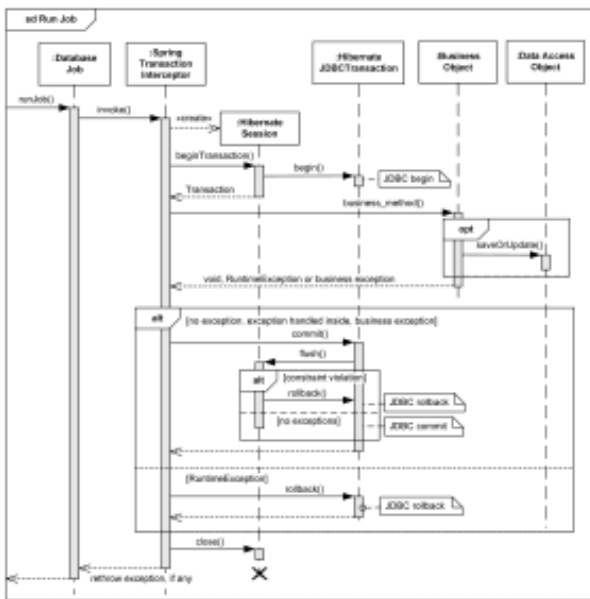 sd Run Job
:Database
Job
:Spring
Transaction
Interceptor
:Hibernate
JDBCTransaction
:Business
Object
:Data Access
Object
runJob()
invoke()
«create»
:Hibernate
Session
beginTransaction()
begin()
JDBC begin
Transaction
business_method()
opt
saveOrUpdate()
void, RuntimeException or business exception
alt
[no exception, exception handled inside, business exception]
commit()
flush()
alt
[constraint violation]
rollback()
JDBC rollback
[no exceptions]
JDBC commit
[RuntimeException]
rollback()
JDBC rollback
close()
rethrow exception, if any